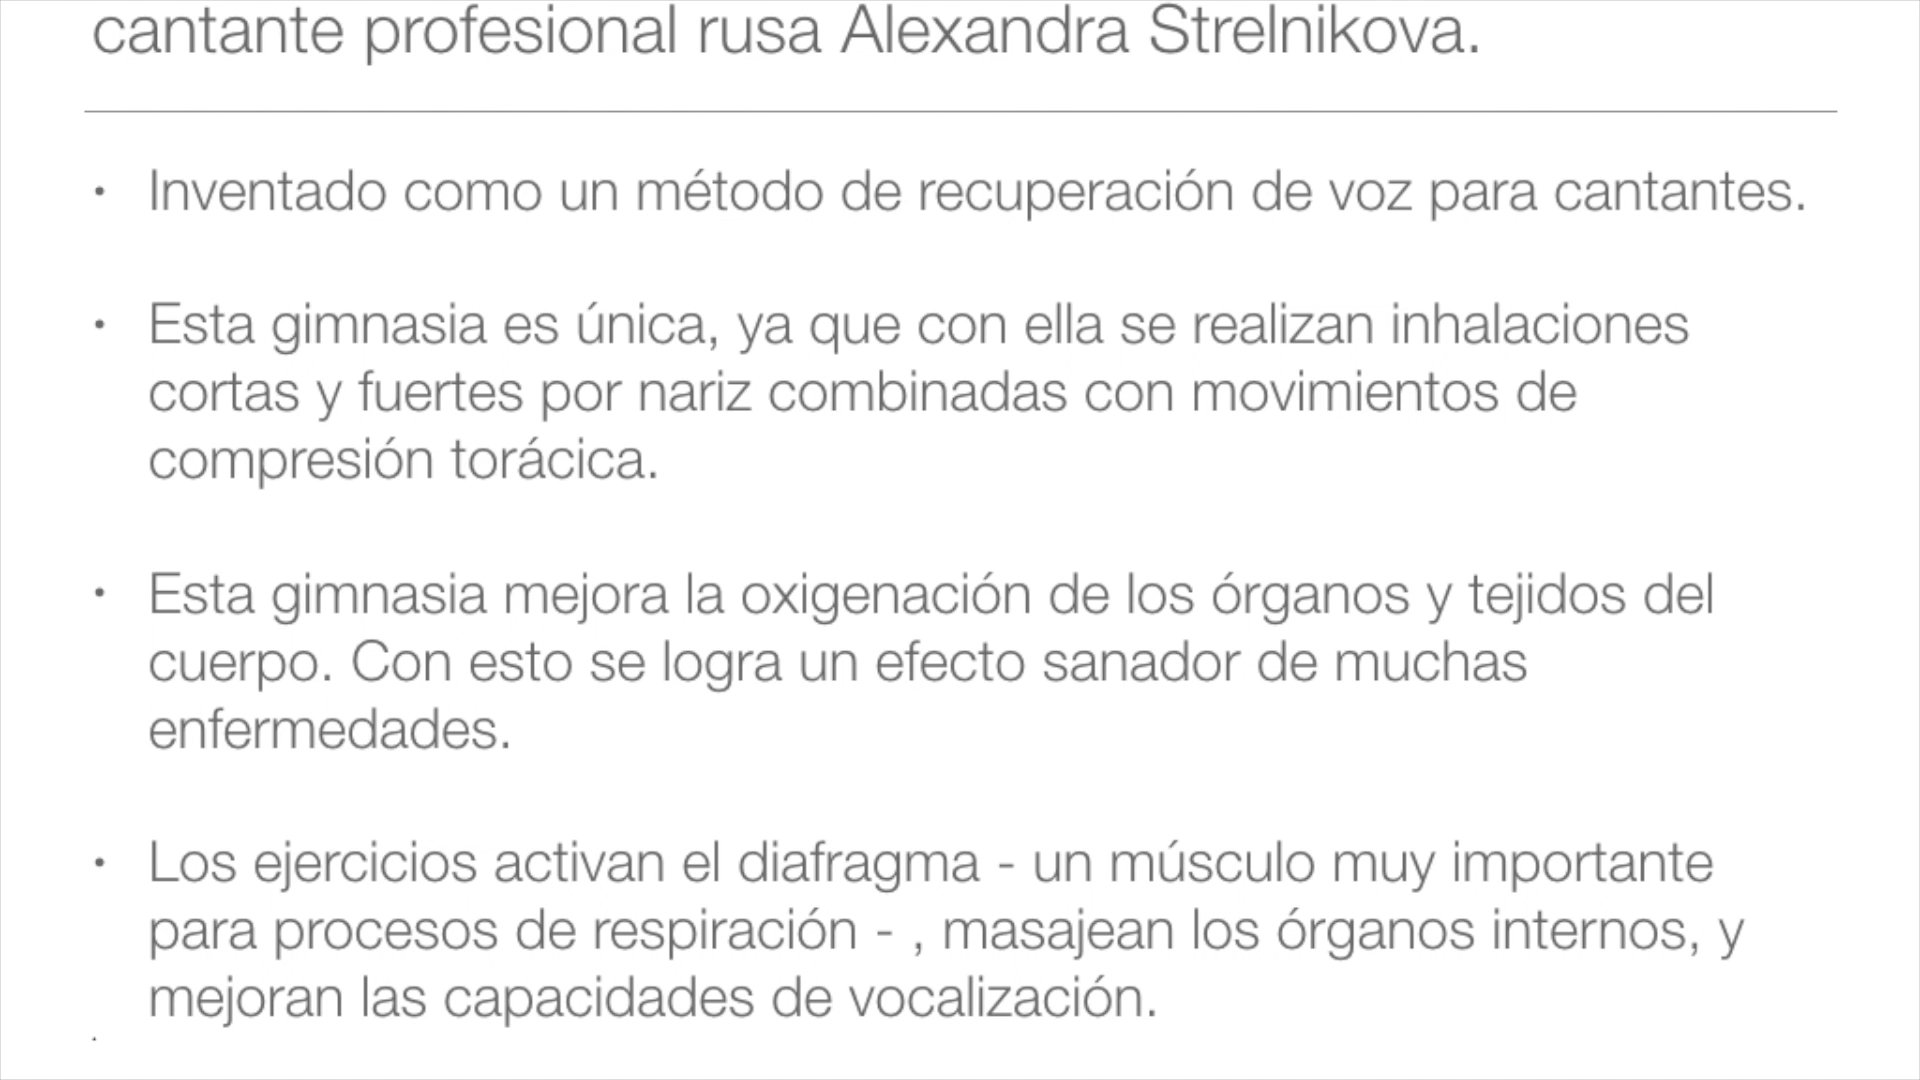 cantante profesional rusa Alexandra Strelnikova.
• Inventado como un método de recuperación de voz para cantantes.
• Esta gimnasia es única, ya que con ella se realizan inhalaciones
cortas y fuertes por nariz combinadas con movimientos de
compresión torácica.
• Esta gimnasia mejora la oxigenación de los órganos y tejidos del
cuerpo. Con esto se logra un efecto sanador de muchas
enfermedades.
• Los ejercicios activan el diafragma - un músculo muy importante
para procesos de respiración - , masajean los órganos internos, y
mejoran las capacidades de vocalización.